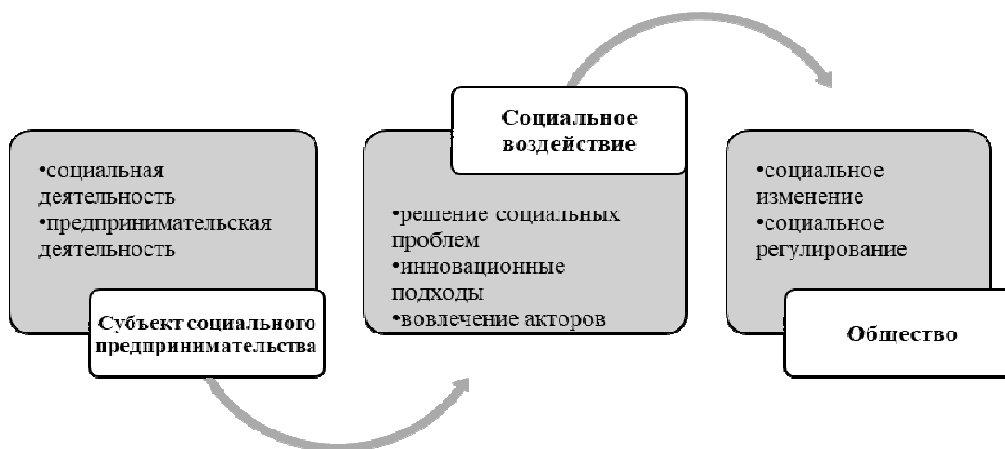 •социальная
деятельность
•предпринимательская
деятельность
Субъект социального
предпринимательства
Социальное
воздействие
•решение социальных
проблем
•инновационные
подходы
•вовлечение акторов
•социальное
изменение
•социальное
регулирование
Общество